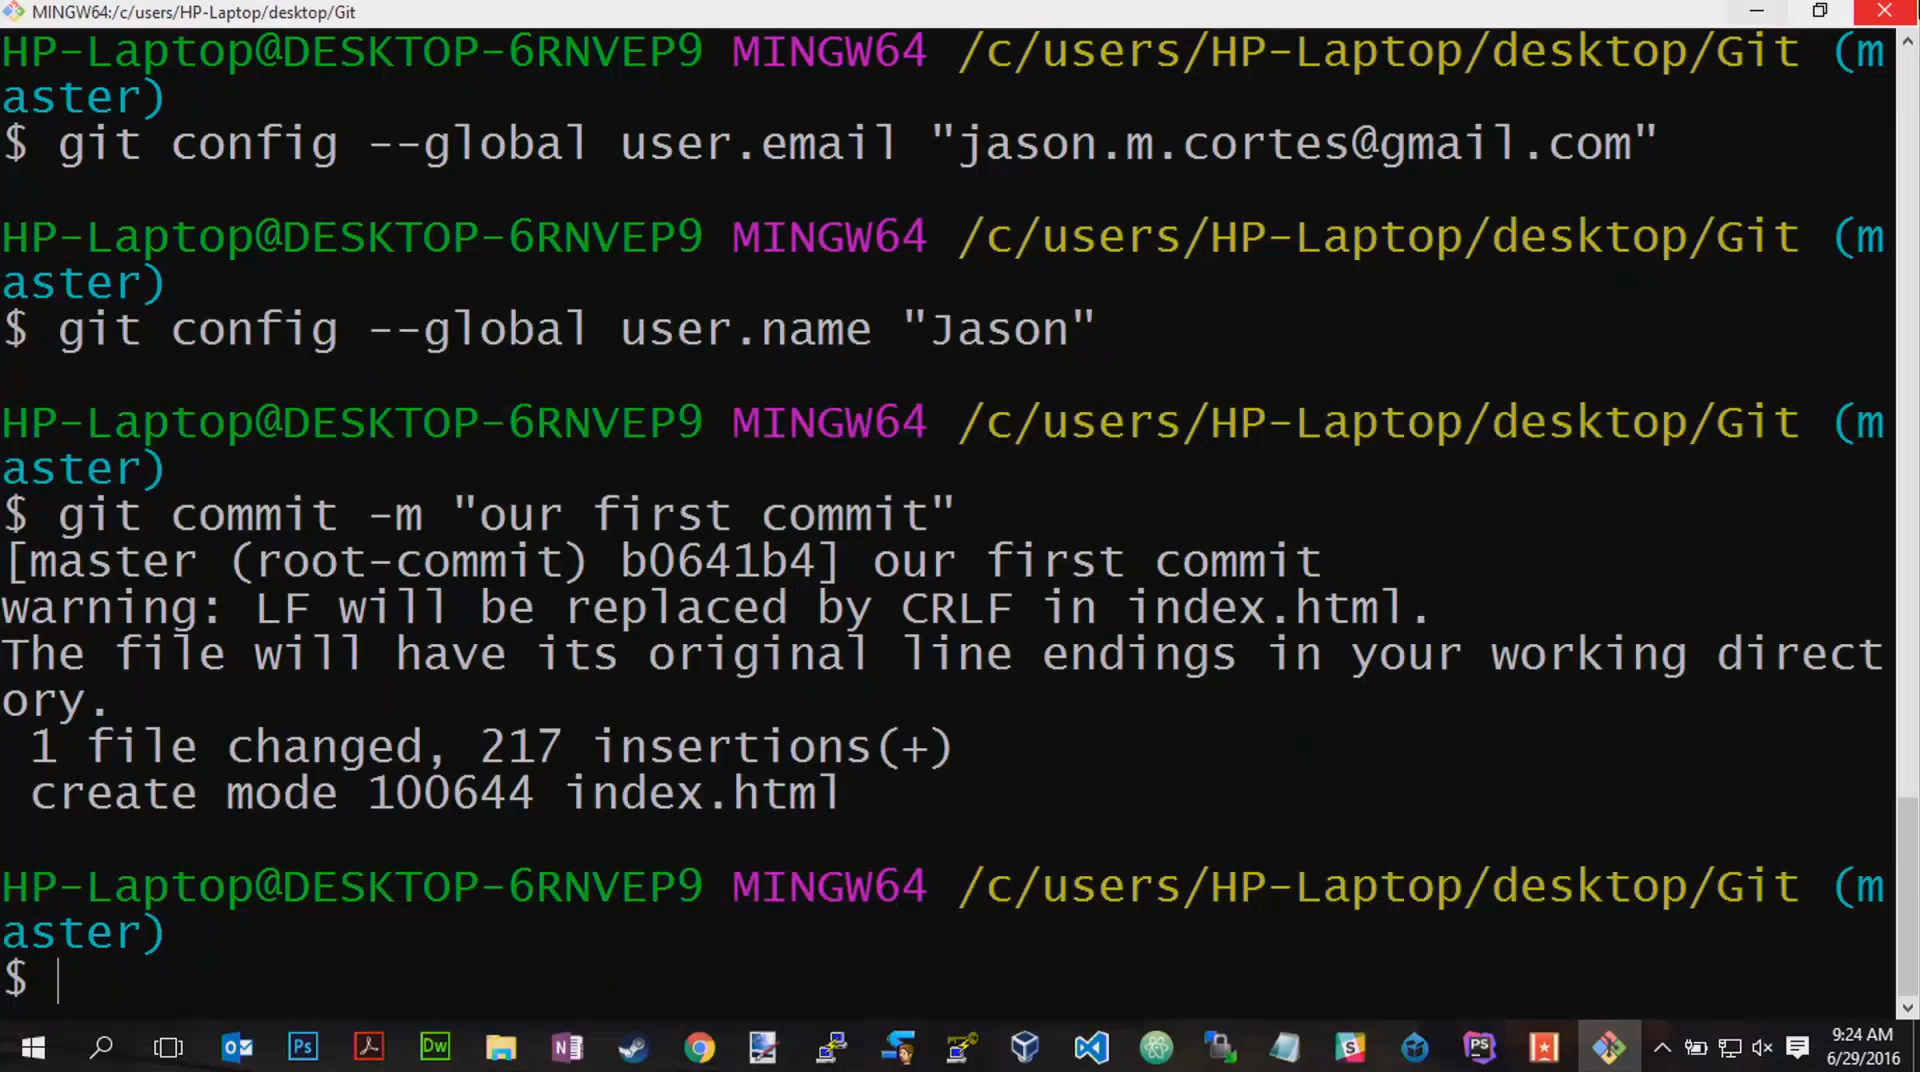 MINGW64:/c/users/HP-Laptop/desktop/Git
HP-Laptop@DESKTOP-6RNVEP9 MINGW64 /c/users/HP-Laptop/desktop/Git (m
aster)
$ git config --global user.email "jason.m.cortes@gmail.com"
HP-Laptop@DESKTOP-6RNVEP9 MINGW64 /c/users/HP-Laptop/desktop/Git (m
aster)
$ git config --global user.name "Jason"
HP-Laptop@DESKTOP-6RNVEP9 MINGW64 /c/users/HP-Laptop/desktop/Git (m
aster)
$ git commit -m "our first commit"
[master (root-commit) b0641b4] our first commit
warning: LF will be replaced by CRLF in index.html.
The file will have its original line endings in your working direct
ory.
1 file changed, 217 insertions(+)
create mode 100644 index.html
HP-Laptop@DESKTOP-6RNVEP9 MINGW64 /c/users/HP-Laptop/desktop/Git (m
aster)
$
Ps Dw PS
9:24 AM
6/29/2016